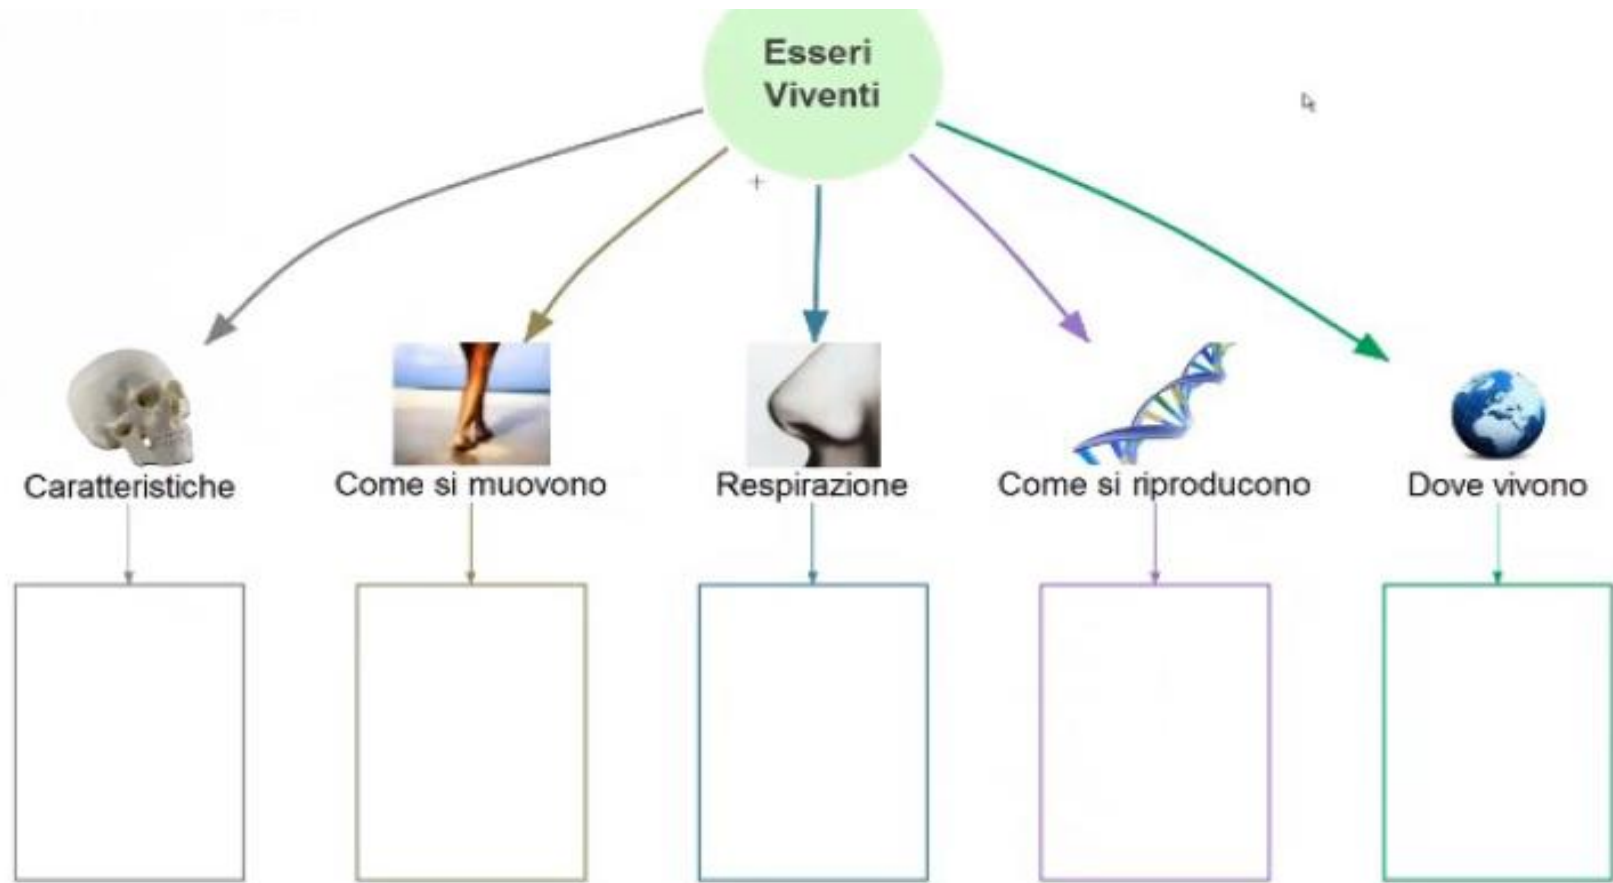 Esseri
Viventi
Caratteristiche
Come si muovono
Respirazione
Come si riproducono
Dove vivono